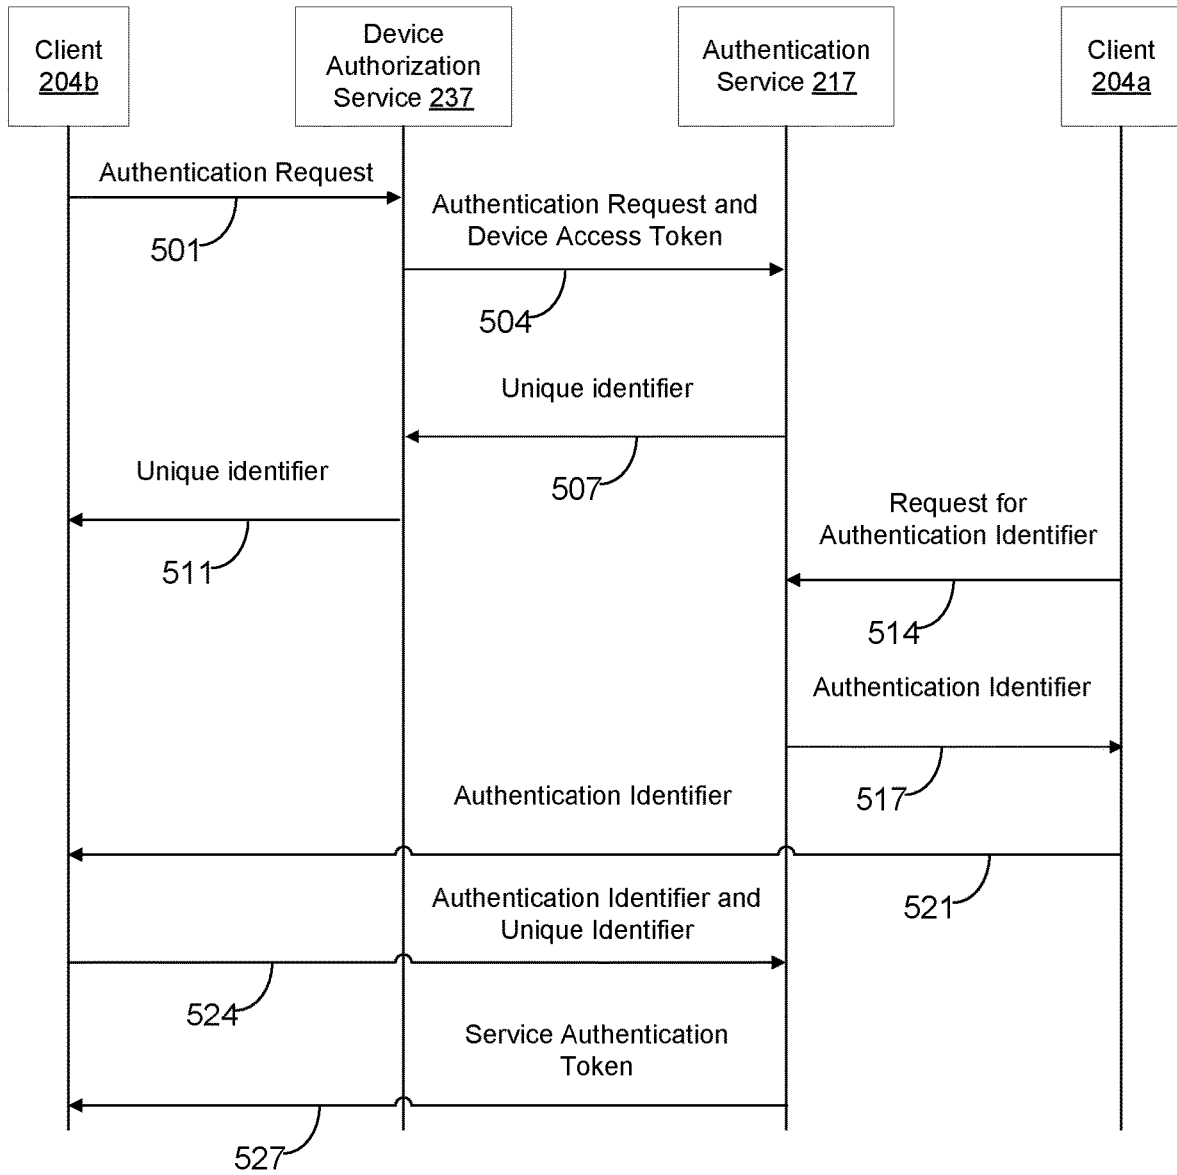 Client
204b
Device
Authorization
Service 237
Authentication
Service 217
Client
204a
Authentication Request
501
Authentication Request and
Device Access Token
504
Unique identifier
507
Unique identifier
511
Request for
Authentication Identifier
514
Authentication Identifier
517
Authentication Identifier
521
Authentication Identifier and
Unique Identifier
524
Service Authentication
Token
527